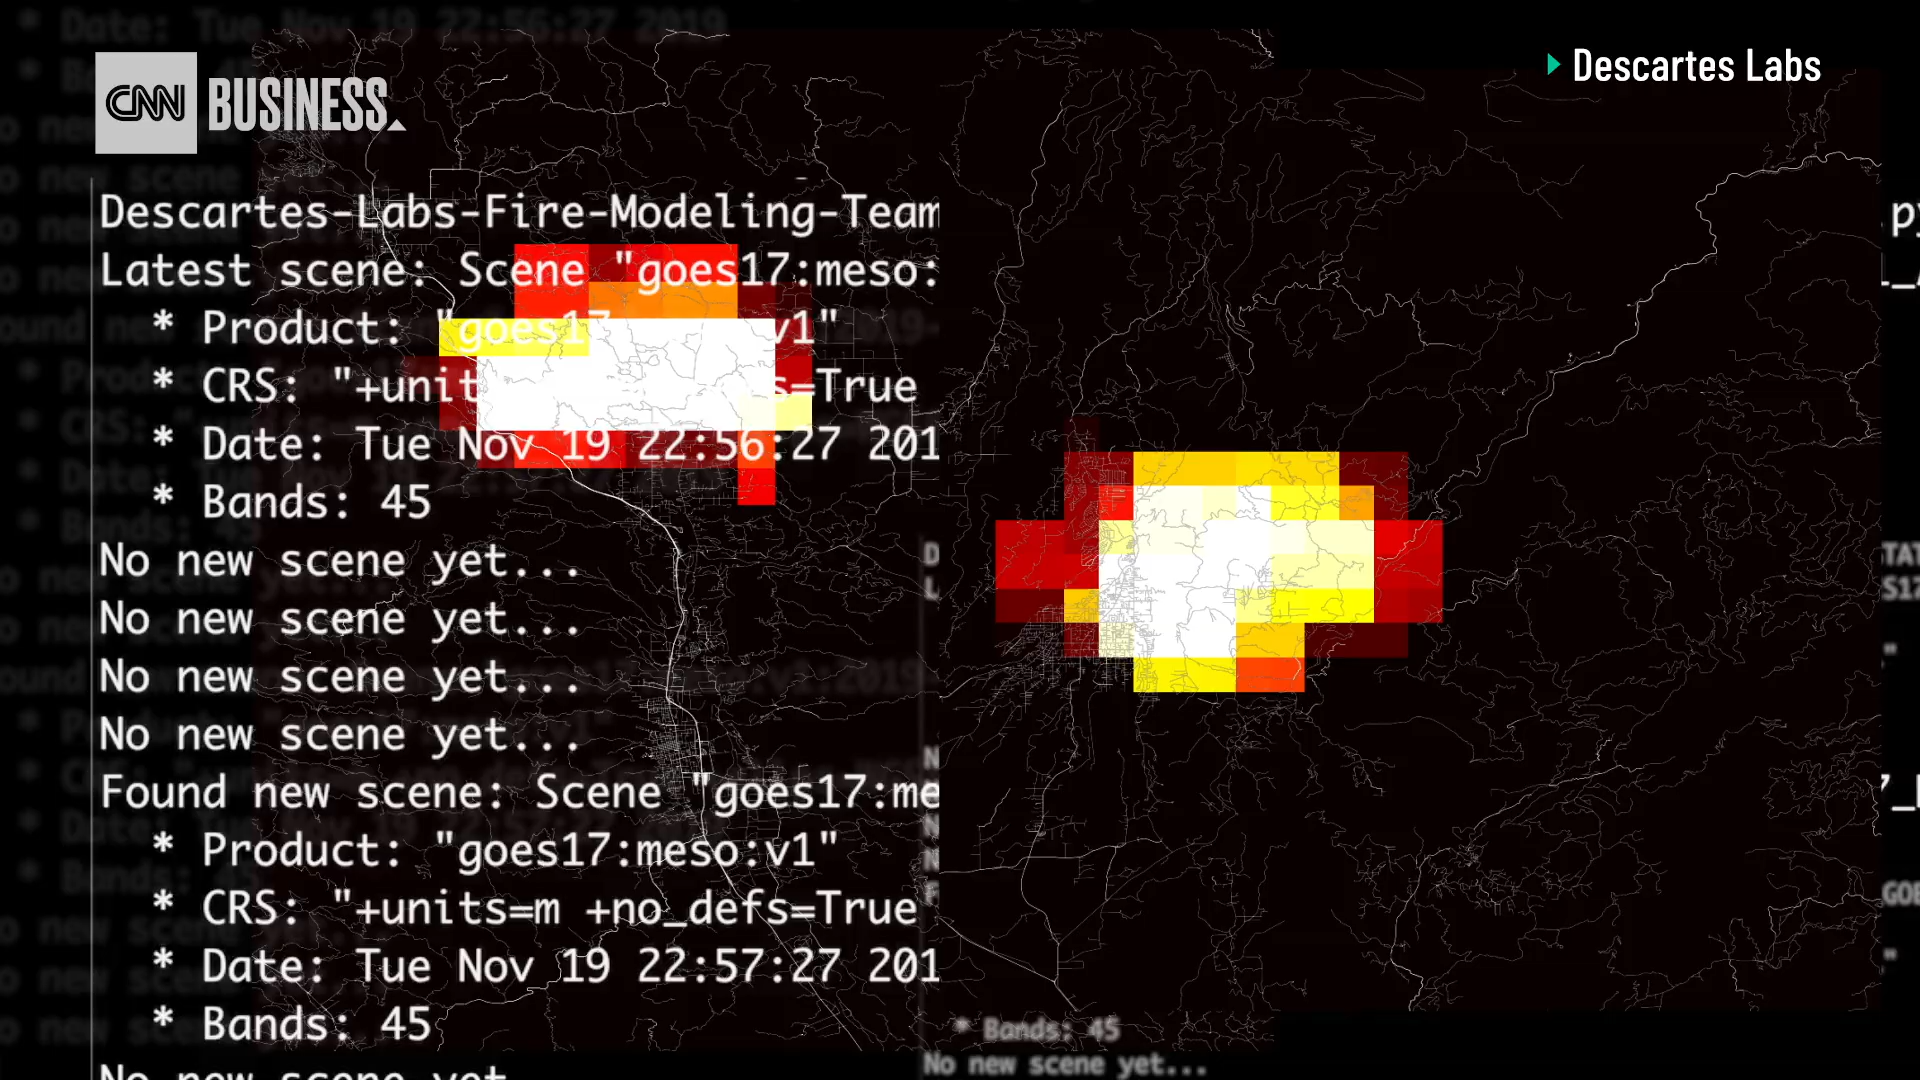 CNN BUSINESS
Descartes Labs
Descartes-Labs-Fire-Modeling-Team
Latest scene: Scene "goes17:meso:
* Product: "goes17 v1"
* CRS: "+unit s=True
* Date: Tue Nov 19 22:56:27 201
* Bands: 45
No new scene yet...
No new scene yet...
No new scene yet...
No new scene yet...
Found new scene: Scene "goes17:me
* Product: "goes17:meso:v1"
* CRS: "+units=m +no_defs=True
* Date: Tue Nov 19 22:57:27 201
* Bands: 45
No new scene yet
* Bands: 45
No new scene yet...